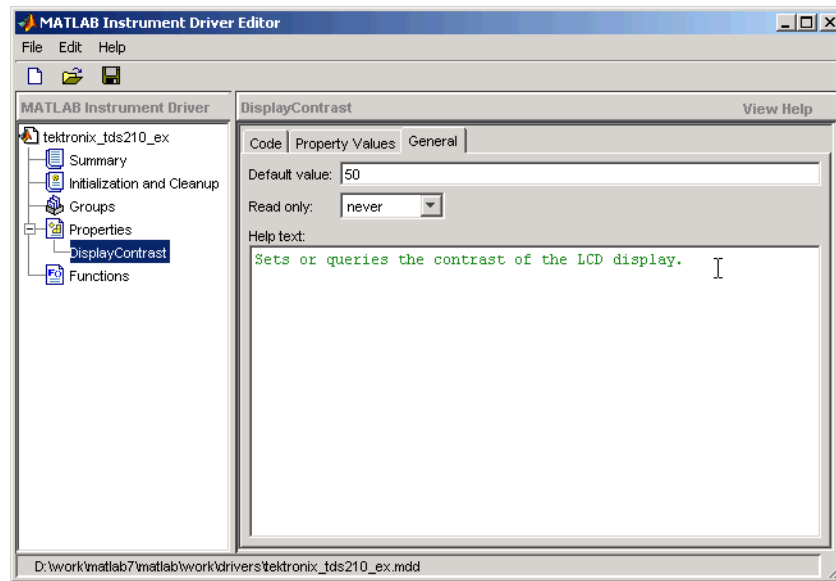 MATLAB Instrument Driver Editor
File Edit Help
MATLAB Instrument Driver
DisplayContrast View Help
tektronix_tds210_ex
Summary
Initialization and Cleanup
Groups
Properties
DisplayContrast
Functions
Code Property Values General
Default value: 50
Read only: never
Help text:
Sets or queries the contrast of the LCD display.
D:\work\matlab7\matlab\work\drivers\tektronix_tds210_ex.mdd